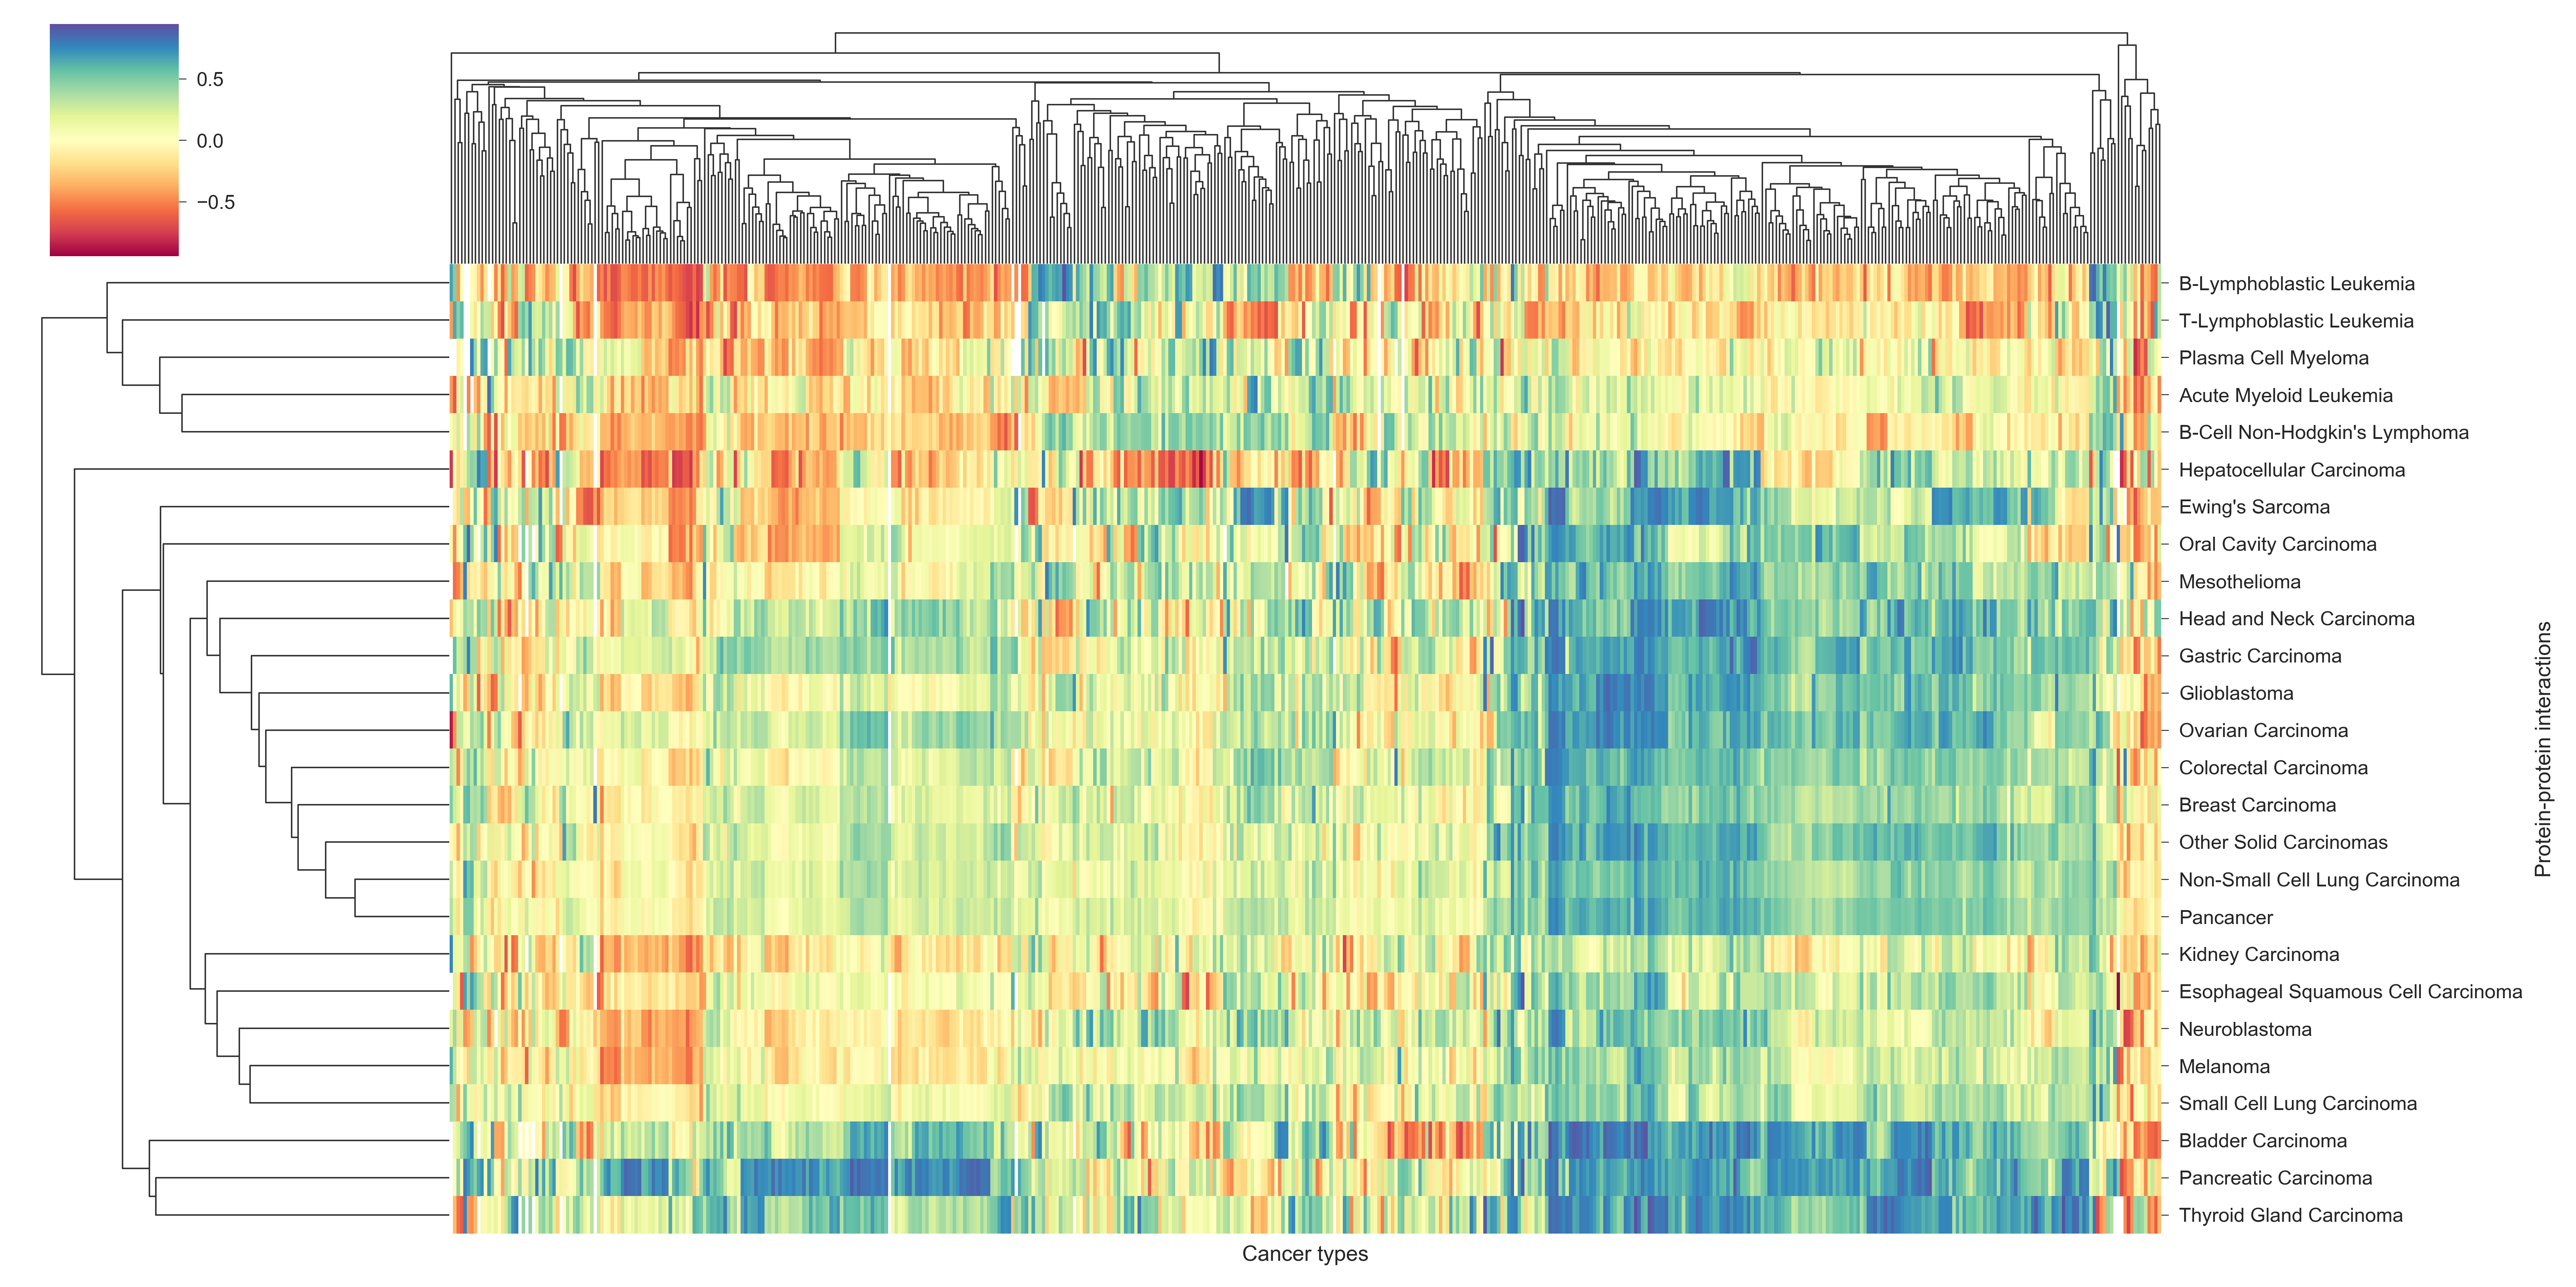 0.5
0.0
−0.5
B-Lymphoblastic Leukemia
T-Lymphoblastic Leukemia
Plasma Cell Myeloma
Acute Myeloid Leukemia
B-Cell Non-Hodgkin's Lymphoma
Hepatocellular Carcinoma
Ewing's Sarcoma
Oral Cavity Carcinoma
Mesothelioma
Head and Neck Carcinoma
Gastric Carcinoma
Glioblastoma
Ovarian Carcinoma
Colorectal Carcinoma
Breast Carcinoma
Other Solid Carcinomas
Non-Small Cell Lung Carcinoma
Pancancer
Kidney Carcinoma
Esophageal Squamous Cell Carcinoma
Neuroblastoma
Melanoma
Small Cell Lung Carcinoma
Bladder Carcinoma
Pancreatic Carcinoma
Thyroid Gland Carcinoma
Protein-protein interactions
Cancer types